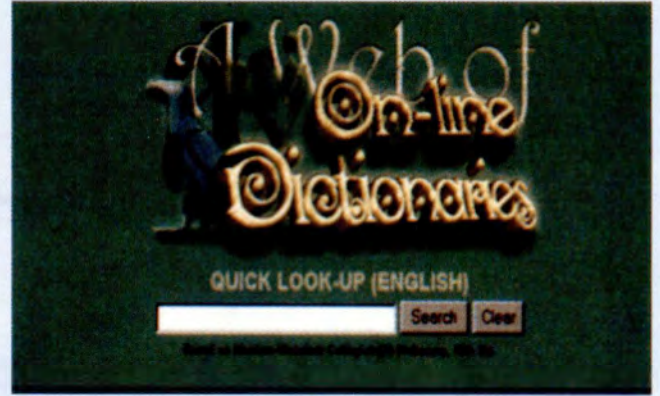 A Web of
On-line
Dictionaries
QUICK LOOK-UP (ENGLISH)
Search Clear